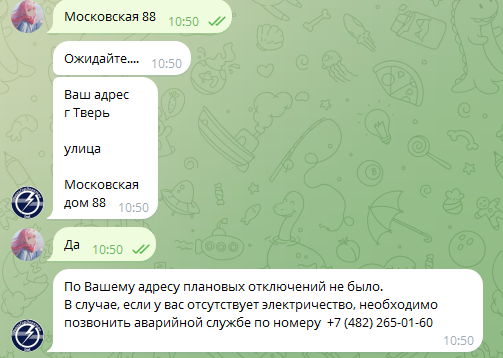 Московская 88
10:50
Ожидайте.... 10:50
Ваш адрес
г Тверь
улица
Московская
дом 88 10:50
Да 10:50
По Вашему адресу плановых отключений не было.
В случае, если у вас отсутствует электричество, необходимо
позвонить аварийной службе по номеру +7 (482) 265-01-60
10:50